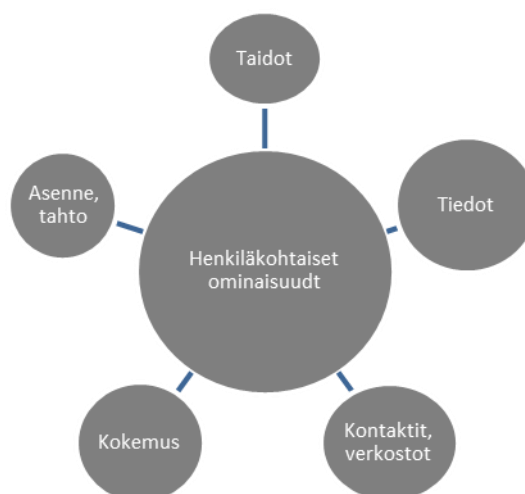 Taidot
Asenne,
tahto
Tiedot
Henkiläkohtaiset
ominaisuudt
Kokemus
Kontaktit,
verkostot